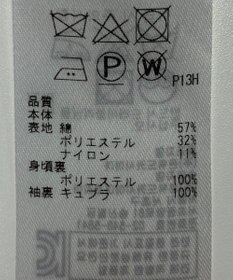 P13H
品質
本体
表地 綿 57%
ポリエステル 32%
ナイロン 11%
身頃裏
ポリエステル 100%
袖裏 キュプラ 100%